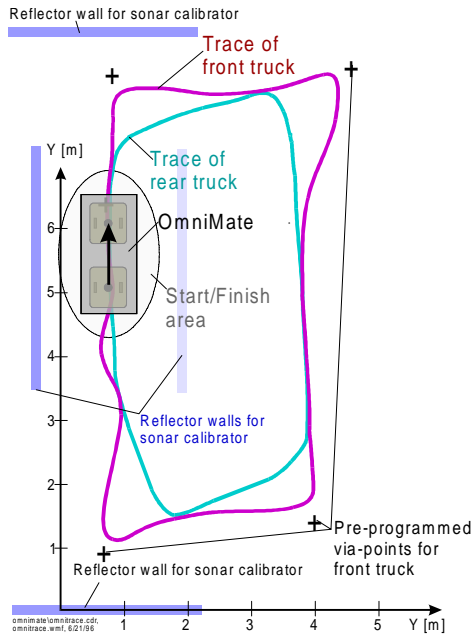 Reflector wall for sonar calibrator
Trace of
front truck
Y [m]
Trace of
rear truck
OmniMate
6
5
Start/Finish
area
4
Reflector walls for
sonar calibrator
3
2
Pre-programmed
via-points for
front truck
1
Reflector wall for sonar calibrator
omnimate\omnitrace.cdr,
omnitrace.wmf, 6/21/96
1
2
3
4
5
Y [m]